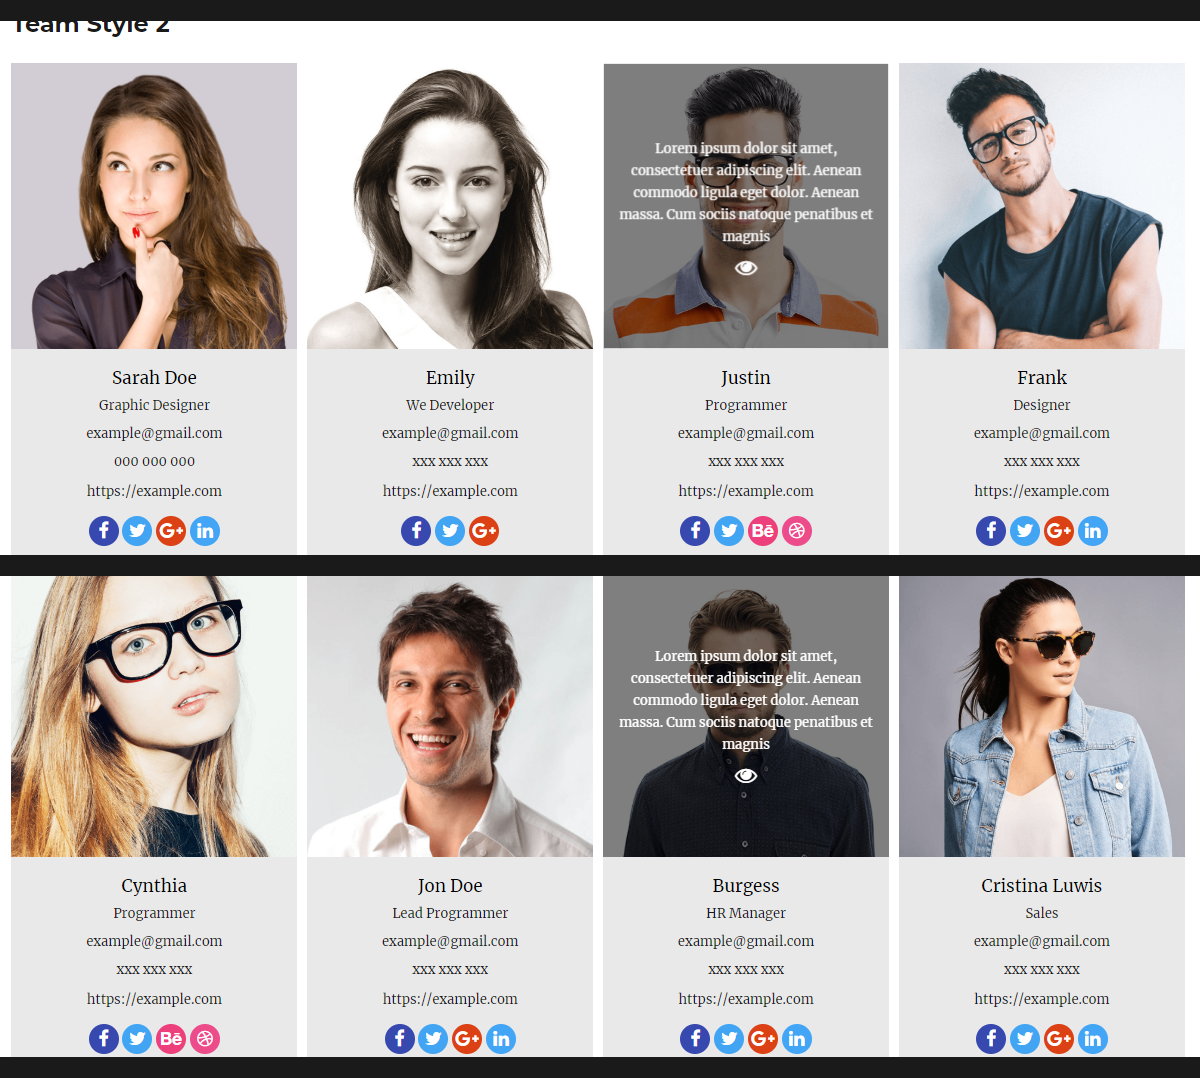 Team Style 2
Lorem ipsum dolor sit amet,
consectetuer adipiscing elit. Aenean
commodo ligula eget dolor. Aenean
massa. Cum sociis natoque penatibus et
magnis
Sarah Doe
Graphic Designer
example@gmail.com
000 000 000
https://example.com
f G+ in
Emily
We Developer
example@gmail.com
xxx xxx xxx
https://example.com
f G+
Justin
Programmer
example@gmail.com
xxx xxx xxx
https://example.com
f Bē
Frank
Designer
example@gmail.com
xxx xxx xxx
https://example.com
f G+ in
Lorem ipsum dolor sit amet,
consectetuer adipiscing elit. Aenean
commodo ligula eget dolor. Aenean
massa. Cum sociis natoque penatibus et
magnis
Cynthia
Programmer
example@gmail.com
xxx xxx xxx
https://example.com
f Bē
Jon Doe
Lead Programmer
example@gmail.com
xxx xxx xxx
https://example.com
f G+ in
Burgess
HR Manager
example@gmail.com
xxx xxx xxx
https://example.com
f G+ in
Cristina Luwis
Sales
example@gmail.com
xxx xxx xxx
https://example.com
f G+ in